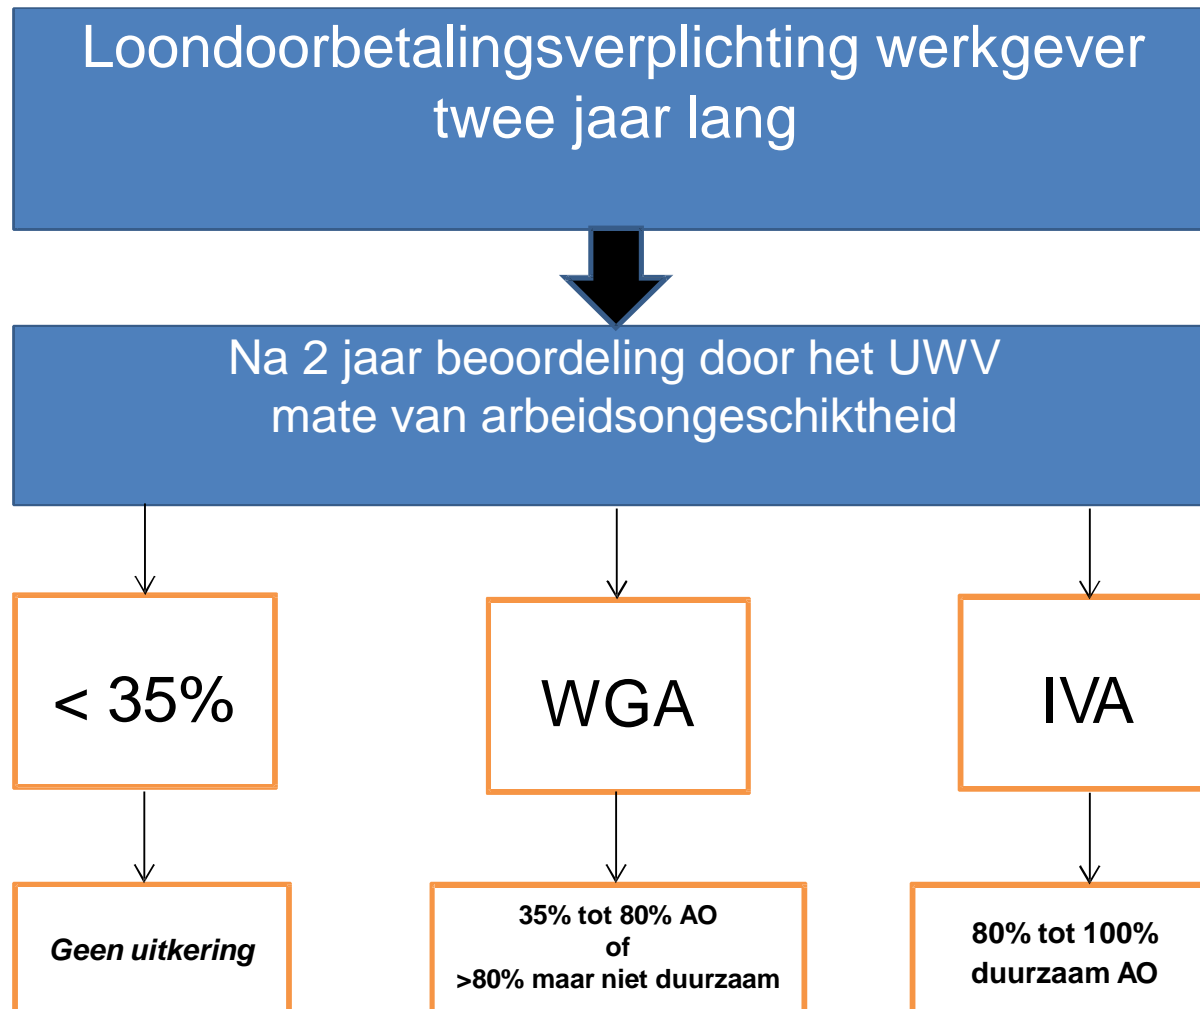 Loondoorbetalingsverplichting werkgever
twee jaar lang
Na 2 jaar beoordeling door het UWV
mate van arbeidsongeschiktheid
< 35%
WGA
IVA
Geen uitkering
35% tot 80% AO
of
>80% maar niet duurzaam
80% tot 100%
duurzaam AO